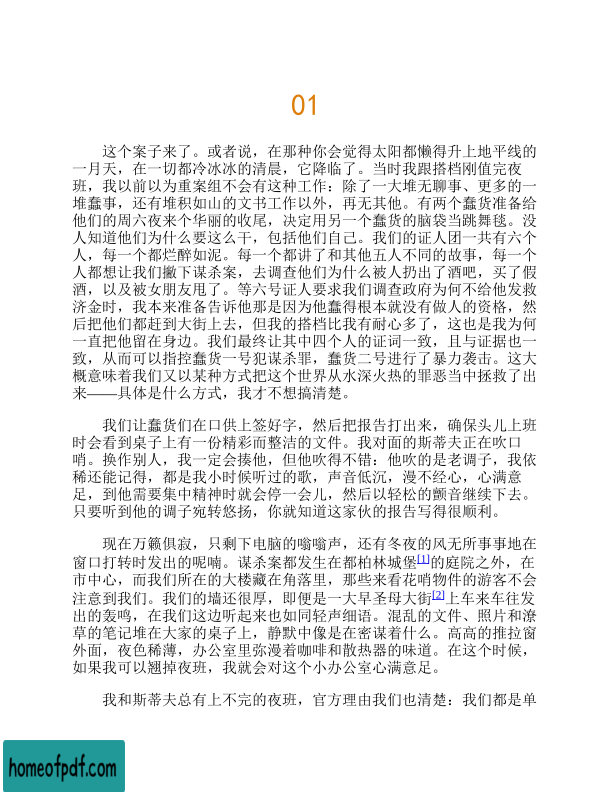 01
这个案子来了。或者说，在那种你会觉得太阳都懒得升上地平线的
一月天，在一切都冷冰冰的清晨，它降临了。当时我跟搭档刚值完夜
班，我以前以为重案组不会有这种工作：除了一大堆无聊事、更多的一
堆蠢事，还有堆积如山的文书工作以外，再无其他。有两个蠢货准备给
他们的周六夜来个华丽的收尾，决定用另一个蠢货的脑袋当跳舞毯。没
人知道他们为什么要这么干，包括他们自己。我们的证人团一共有六个
人，每一个都烂醉如泥。每一个都讲了和其他五人不同的故事，每一个
人都想让我们撇下谋杀案，去调查他们为什么被人扔出了酒吧，买了假
酒，以及被女朋友甩了。等六号证人要求我们调查政府为何不给他发救
济金时，我本来准备告诉他那是因为他蠢得根本就没有做人的资格，然
后把他们都赶到大街上去，但我的搭档比我有耐心多了，这也是我为何
一直把他留在身边。我们最终让其中四个人的证词一致，且与证据也一
致，从而可以指控蠢货一号犯谋杀罪，蠢货二号进行了暴力袭击。这大
概意味着我们又以某种方式把这个世界从水深火热的罪恶当中拯救了出
来——具体是什么方式，我才不想搞清楚。
我们让蠢货们在口供上签好字，然后把报告打出来，确保头儿上班
时会看到桌子上有一份精彩而整洁的文件。我对面的斯蒂夫正在吹口
哨。换作别人，我一定会揍他，但他吹得不错：他吹的是老调子，我依
稀还能记得，都是我小时候听过的歌，声音低沉，漫不经心，心满意
足，到他需要集中精神时就会停一会儿，然后以轻松的颤音继续下去。
只要听到他的调子宛转悠扬，你就知道这家伙的报告写得很顺利。
现在万籁俱寂，只剩下电脑的嗡嗡声，还有冬夜的风无所事事地在
窗口打转时发出的呢喃。谋杀案都发生在都柏林城堡[1]的庭院之外，在
市中心，而我们所在的大楼藏在角落里，那些来看花哨物件的游客不会
注意到我们。我们的墙还很厚，即便是一大早圣母大街[2]上车来车往发
出的轰鸣，在我们这边听起来也如同轻声细语。混乱的文件、照片和潦
草的笔记堆在大家的桌子上，静默中像是在密谋着什么。高高的推拉窗
外面，夜色稀薄，办公室里弥漫着咖啡和散热器的味道。在这个时候，
如果我可以翘掉夜班，我就会对这个小办公室心满意足。
我和斯蒂夫总有上不完的夜班，官方理由我们也清楚：我们都是单
homeofpdf.com